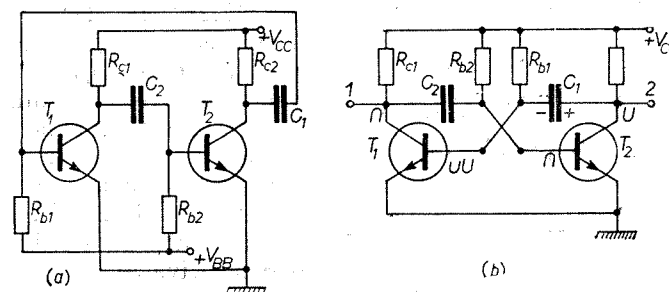 +V_CC
R_c1
R_c2
C_2
C_1
T_1
T_2
R_b1
R_b2
+V_BB
(a)
+V_C
R_c1
R_b2
R_b1
1
C_2
C_1
2
∩
- +
U
T_1
UU
∩
T_2
(b)